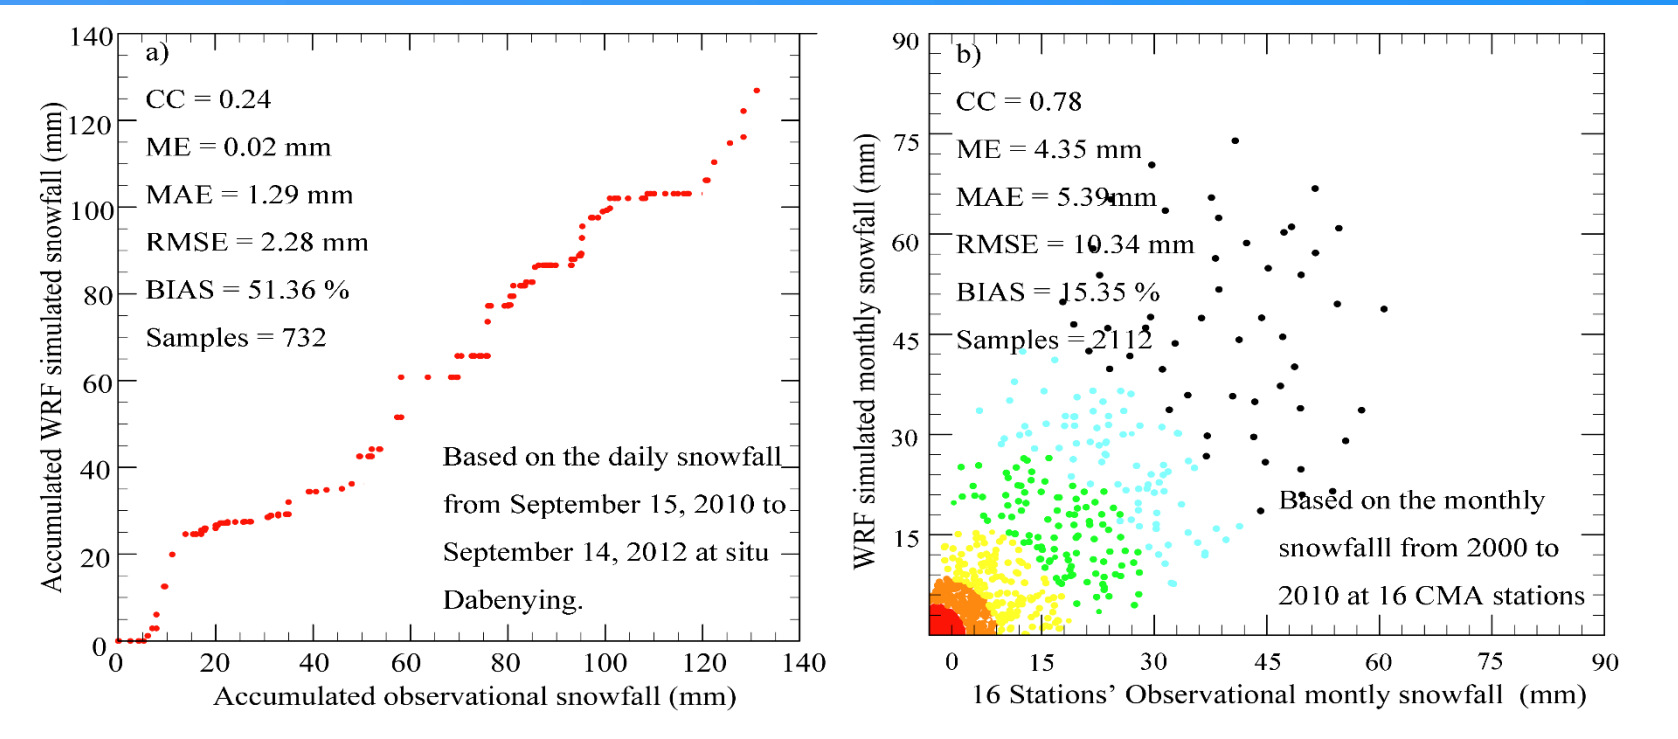 a)
CC = 0.24
ME = 0.02 mm
MAE = 1.29 mm
RMSE = 2.28 mm
BIAS = 51.36 %
Samples = 732
Based on the daily snowfall
from September 15, 2010 to
September 14, 2012 at situ
Dabenying.
140
120
100
80
60
40
20
0
0 20 40 60 80 100 120 140
Accumulated WRF simulated snowfall (mm)
Accumulated observational snowfall (mm)
b)
CC = 0.78
ME = 4.35 mm
MAE = 5.39mm
RMSE = 10.34 mm
BIAS = 15.35 %
Samples = 2112
Based on the monthly
snowfalll from 2000 to
2010 at 16 CMA stations
90
75
60
45
30
15
0 15 30 45 60 75 90
WRF simulated monthly snowfall (mm)
16 Stations’ Observational montly snowfall (mm)